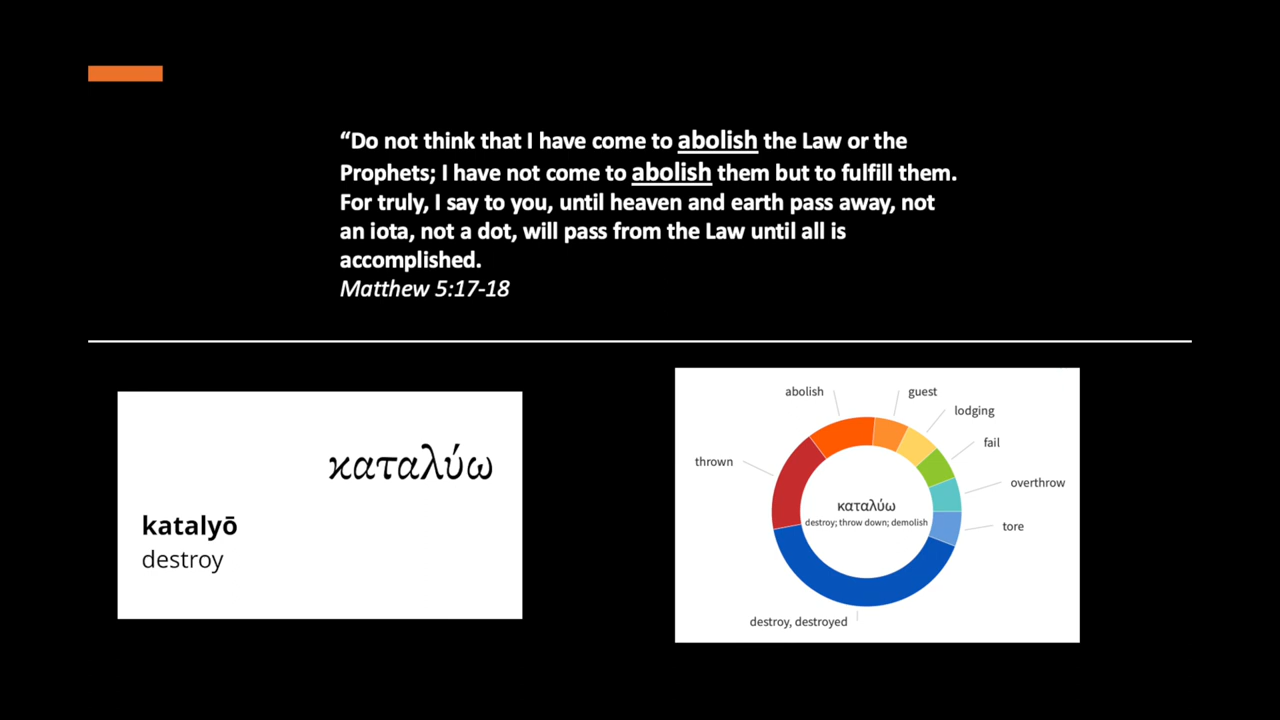 “Do not think that I have come to abolish the Law or the
Prophets; I have not come to abolish them but to fulfill them.
For truly, I say to you, until heaven and earth pass away, not
an iota, not a dot, will pass from the Law until all is
accomplished.
Matthew 5:17-18
καταλύω
katalyō
destroy
abolish
guest
lodging
fail
thrown
overthrow
καταλύω
destroy; throw down; demolish
tore
destroy, destroyed